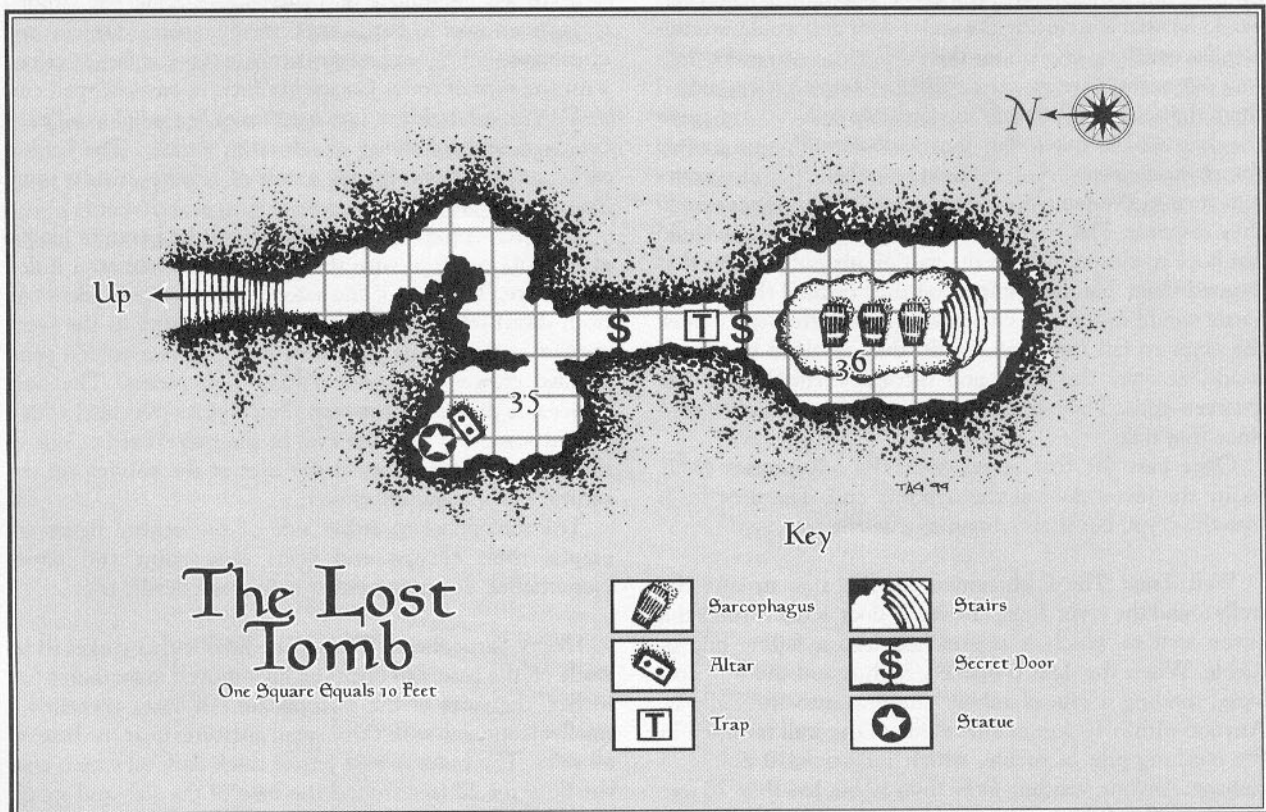 N
Up
S
T
S
36
35
TAG 99
Key
The Lost
Tomb
One Square Equals 10 Feet
Sarcophagus
Stairs
Altar
S
Secret Door
T
Trap
Statue